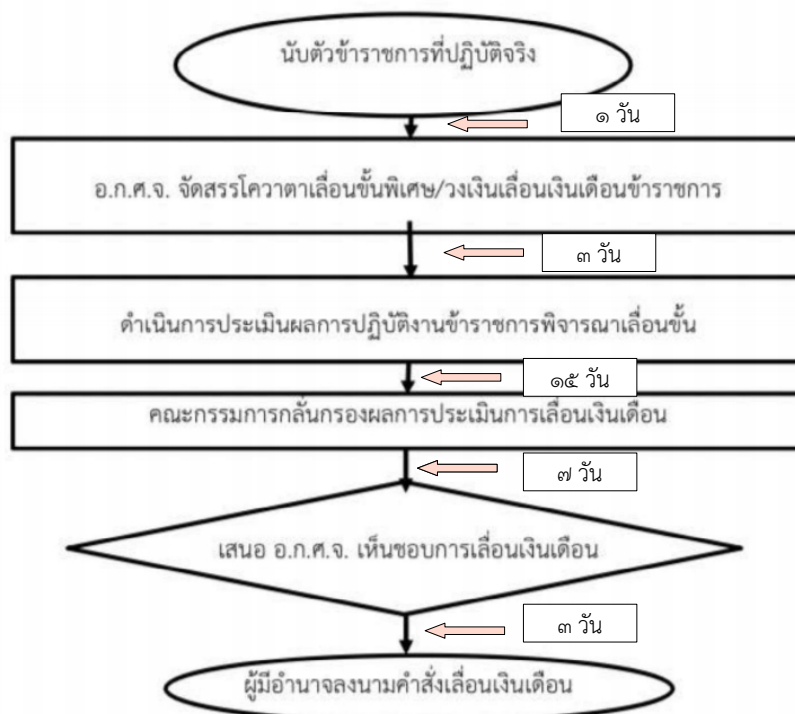 นับตัวข้าราชการที่ปฏิบัติจริง
๑ วัน
อ.ก.ศ.จ. จัดสรรโควาตาเลื่อนขั้นพิเศษ/วงเงินเลื่อนเงินเดือนข้าราชการ
๓ วัน
ดำเนินการประเมินผลการปฏิบัติงานข้าราชการพิจารณาเลื่อนขั้น
๑๕ วัน
คณะกรรมการกลั่นกรองผลการประเมินการเลื่อนเงินเดือน
๗ วัน
เสนอ อ.ก.ศ.จ. เห็นชอบการเลื่อนเงินเดือน
๓ วัน
ผู้มีอำนาจลงนามคำสั่งเลื่อนเงินเดือน